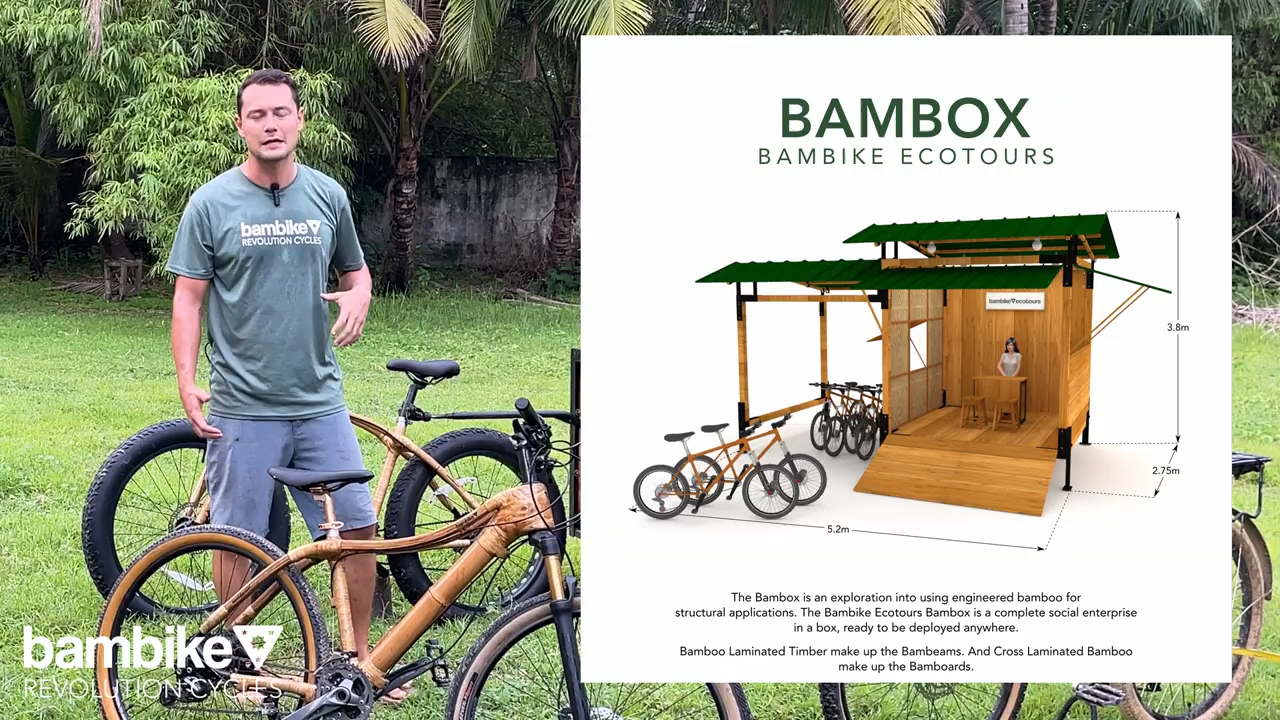 bambike
REVOLUTION CYCLES
BAMBOX
BAMBIKE ECOTOURS
bambike ecotours
3.8m
2.75m
5.2m
The Bambox is an exploration into using engineered bamboo for
structural applications. The Bambike Ecotours Bambox is a complete social enterprise
in a box, ready to be deployed anywhere.
Bamboo Laminated Timber make up the Bambeams. And Cross Laminated Bamboo
make up the Bamboards.
bambike
REVOLUTION CYCLES